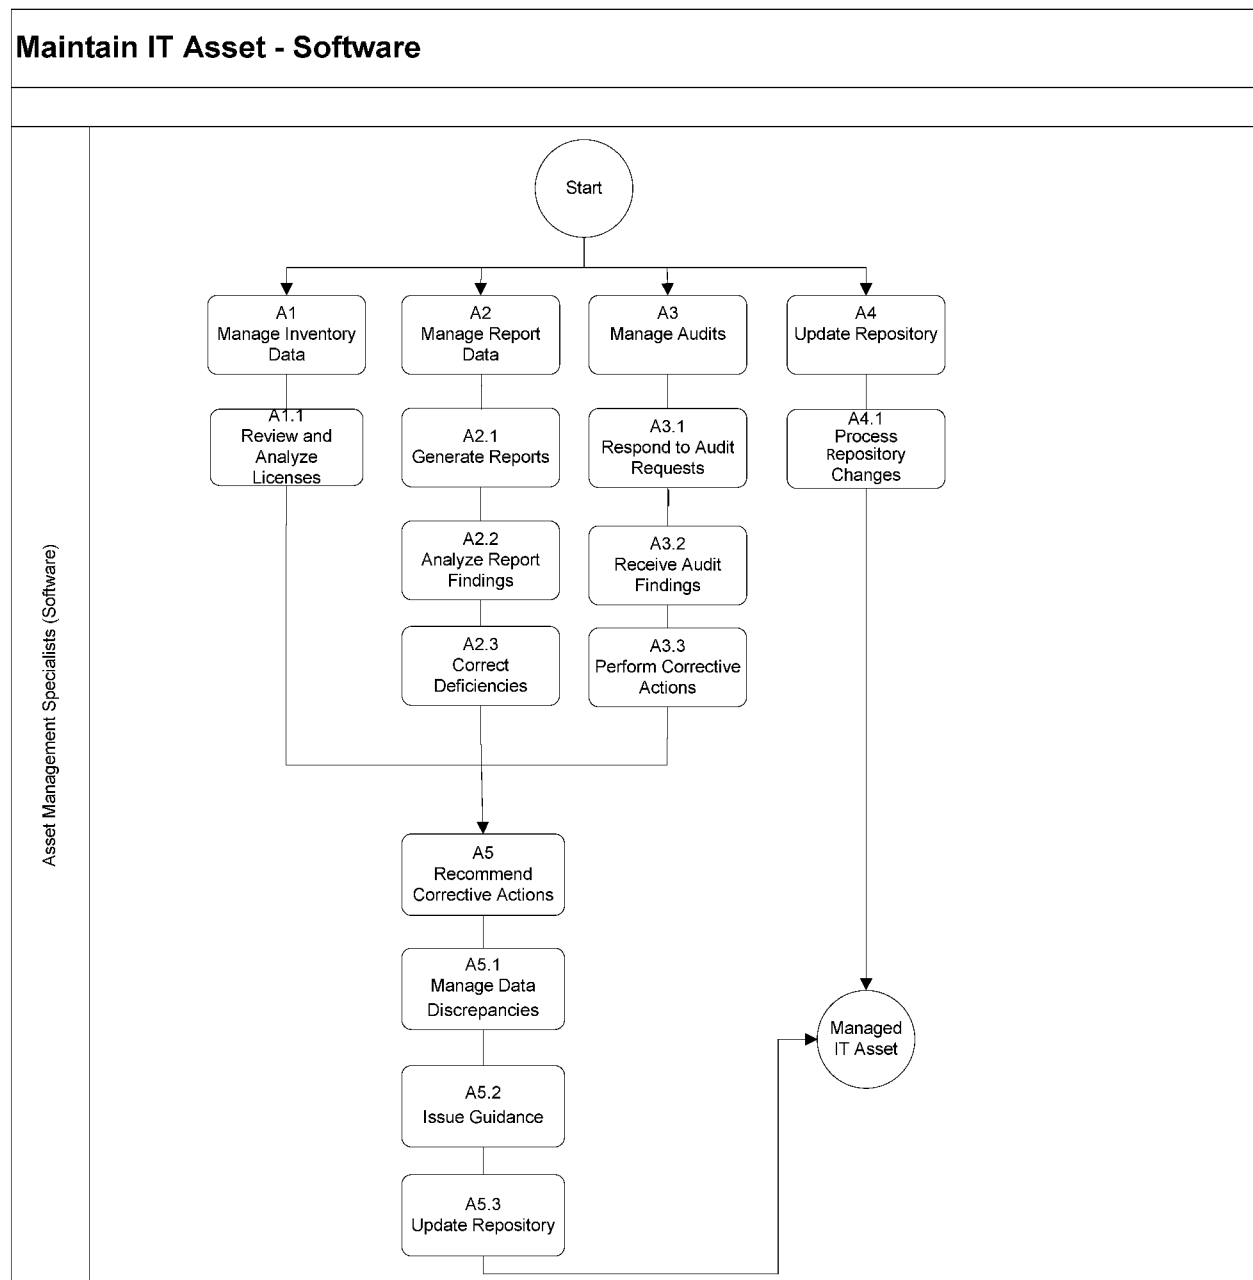 Maintain IT Asset - Software
Asset Management Specialists (Software)
Start
A1
Manage Inventory
Data
A2
Manage Report
Data
A3
Manage Audits
A4
Update Repository
A1.1
Review and
Analyze
Licenses
A2.1
Generate Reports
A3.1
Respond to Audit
Requests
A4.1
Process
Repository
Changes
A2.2
Analyze Report
Findings
A3.2
Receive Audit
Findings
A2.3
Correct
Deficiencies
A3.3
Perform Corrective
Actions
A5
Recommend
Corrective Actions
A5.1
Manage Data
Discrepancies
Managed
IT Asset
A5.2
Issue Guidance
A5.3
Update Repository